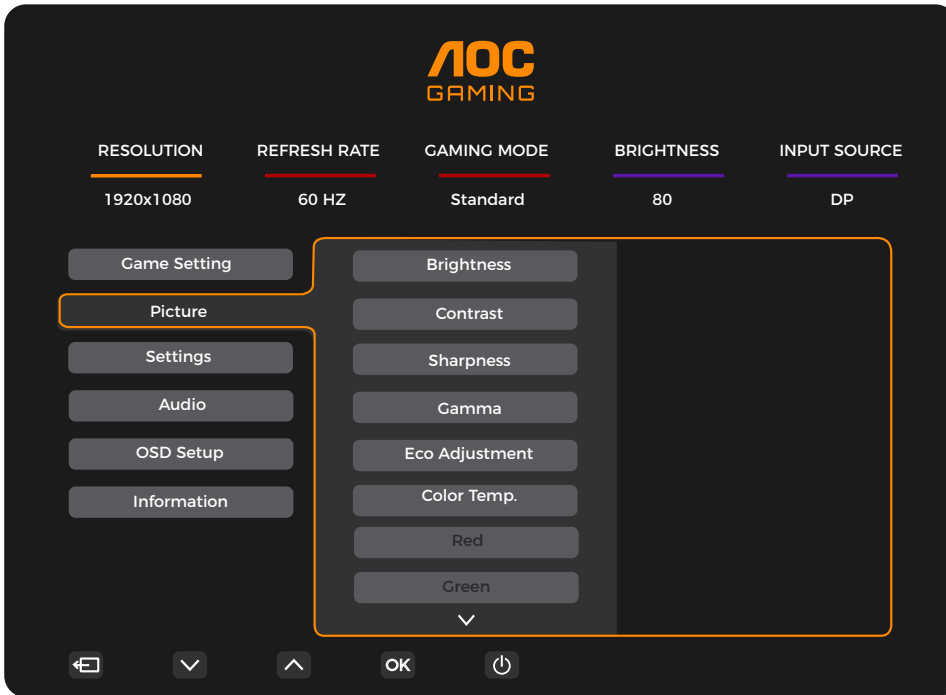 AOC
GAMING
RESOLUTION REFRESH RATE GAMING MODE BRIGHTNESS INPUT SOURCE
1920x1080 60 HZ Standard 80 DP
Game Setting
Picture
Settings
Audio
OSD Setup
Information
Brightness
Contrast
Sharpness
Gamma
Eco Adjustment
Color Temp.
Red
Green
OK